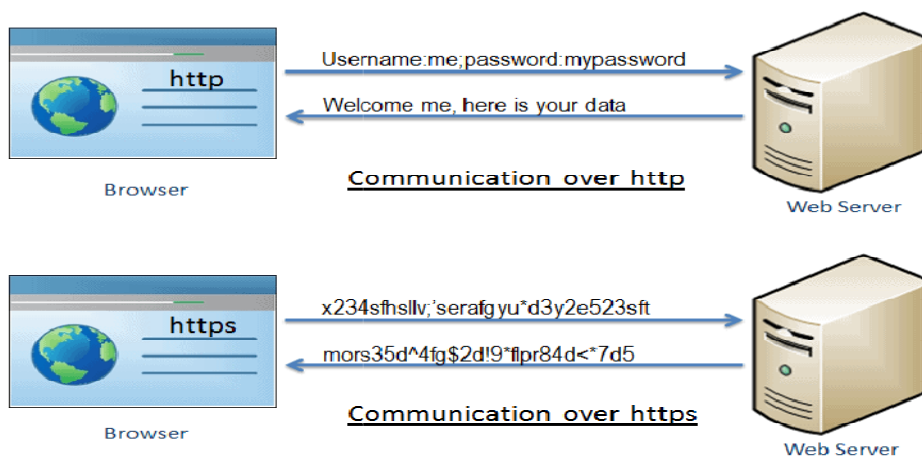 http
Username:me;password:mypassword
Welcome me, here is your data
Communication over http
Browser
Web Server
https
x234sfhsllv;'serafgyu*d3y2e523sft
mors35d^4fg$2d!9*flpr84d<*7d5
Communication over https
Browser
Web Server